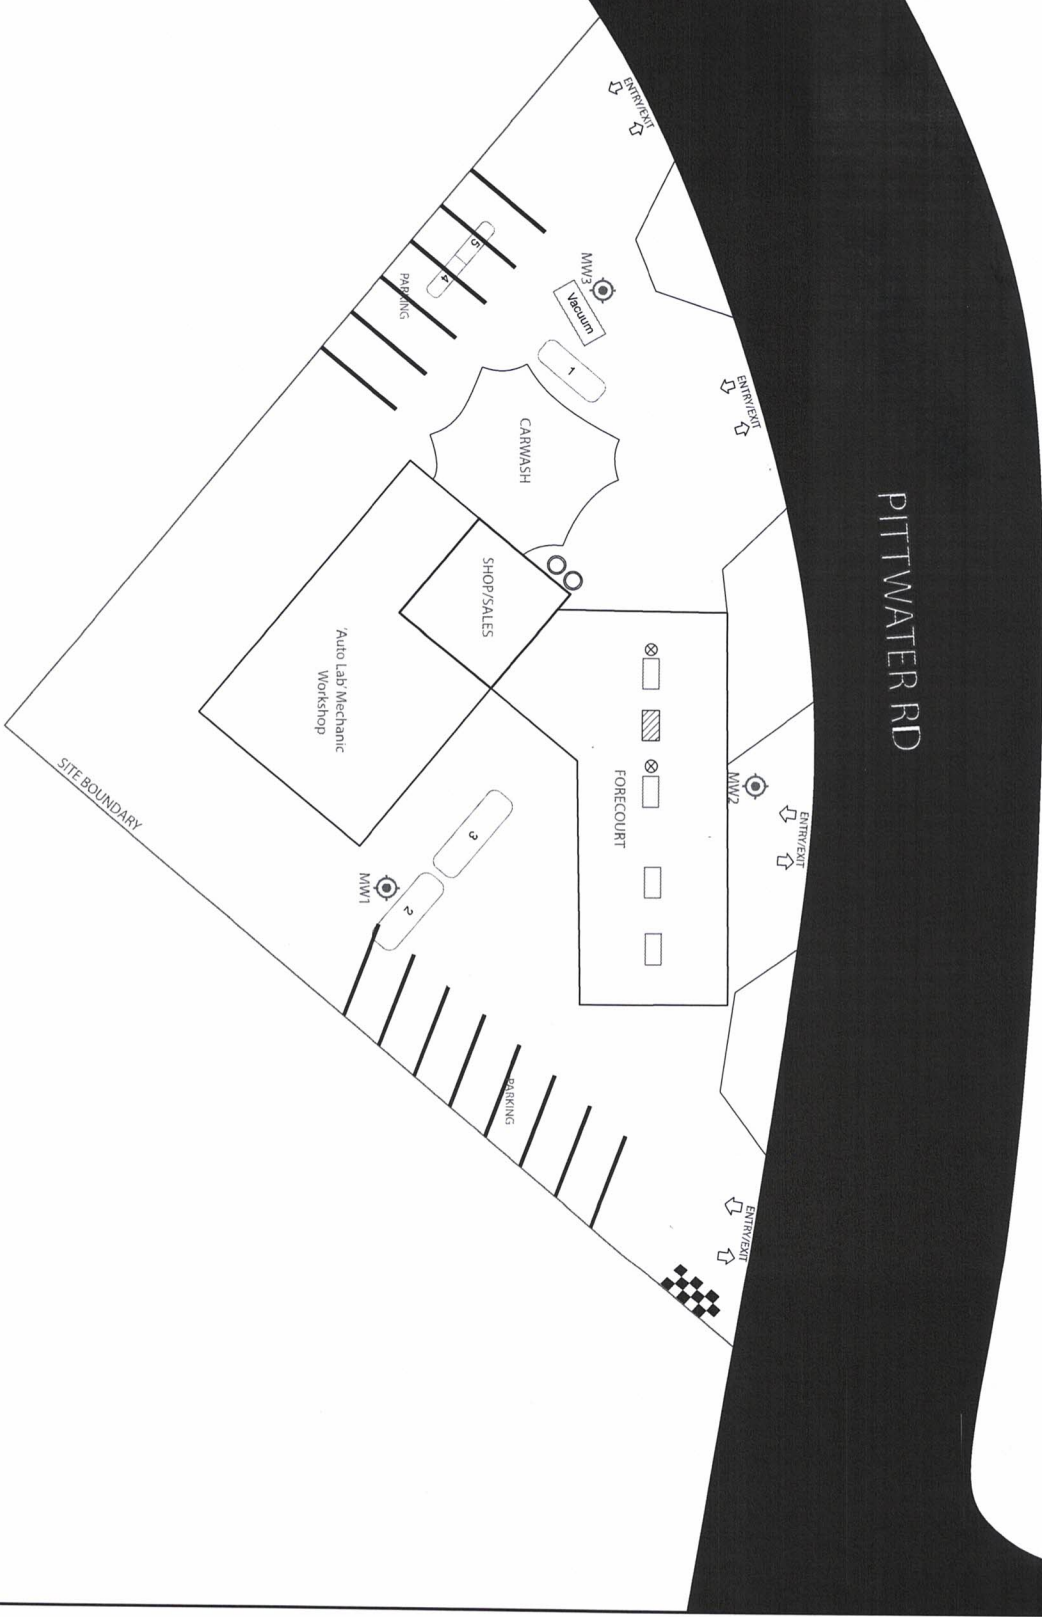 PITTWATER RD
ENTRY/EXIT
ENTRY/EXIT
ENTRY/EXIT
ENTRY/EXIT
MW3
Vacuum
1
5
4
PARKING
CARWASH
SHOP/SALES
'Auto Lab' Mechanic
Workshop
FORECOURT
MW2
3
2
MW1
PARKING
SITE BOUNDARY